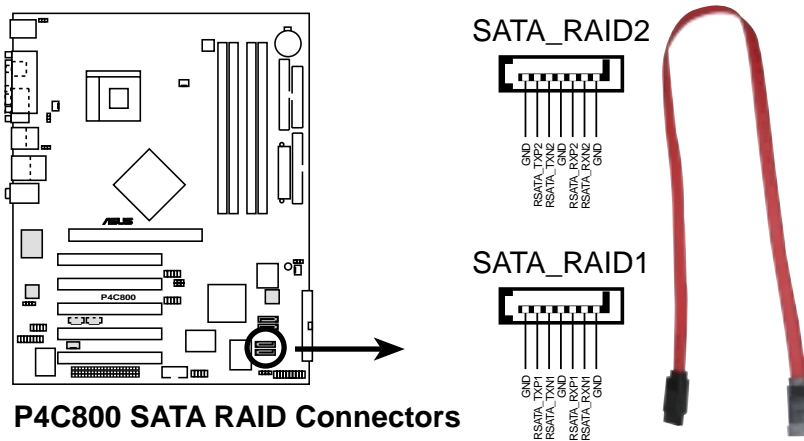 SATA_RAID2
GND
RSATA_TXP2
RSATA_TXN2
GND
RSATA_RXP2
RSATA_RXN2
GND
ASUS
P4C800
SATA_RAID1
GND
RSATA_TXP1
RSATA_TXN1
GND
RSATA_RXP1
RSATA_RXN1
GND
P4C800 SATA RAID Connectors